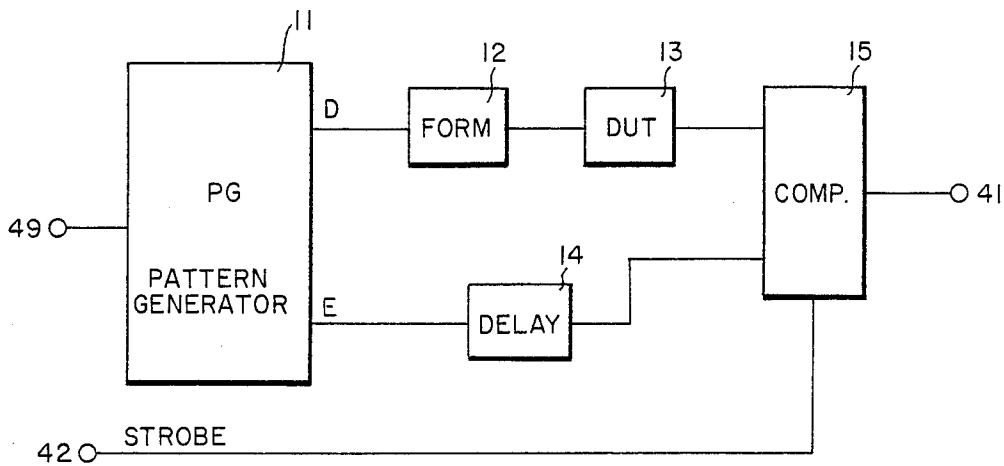 11
12
13
15
D
FORM
DUT
PG
COMP.
41
49
14
PATTERN
GENERATOR
E
DELAY
STROBE
42